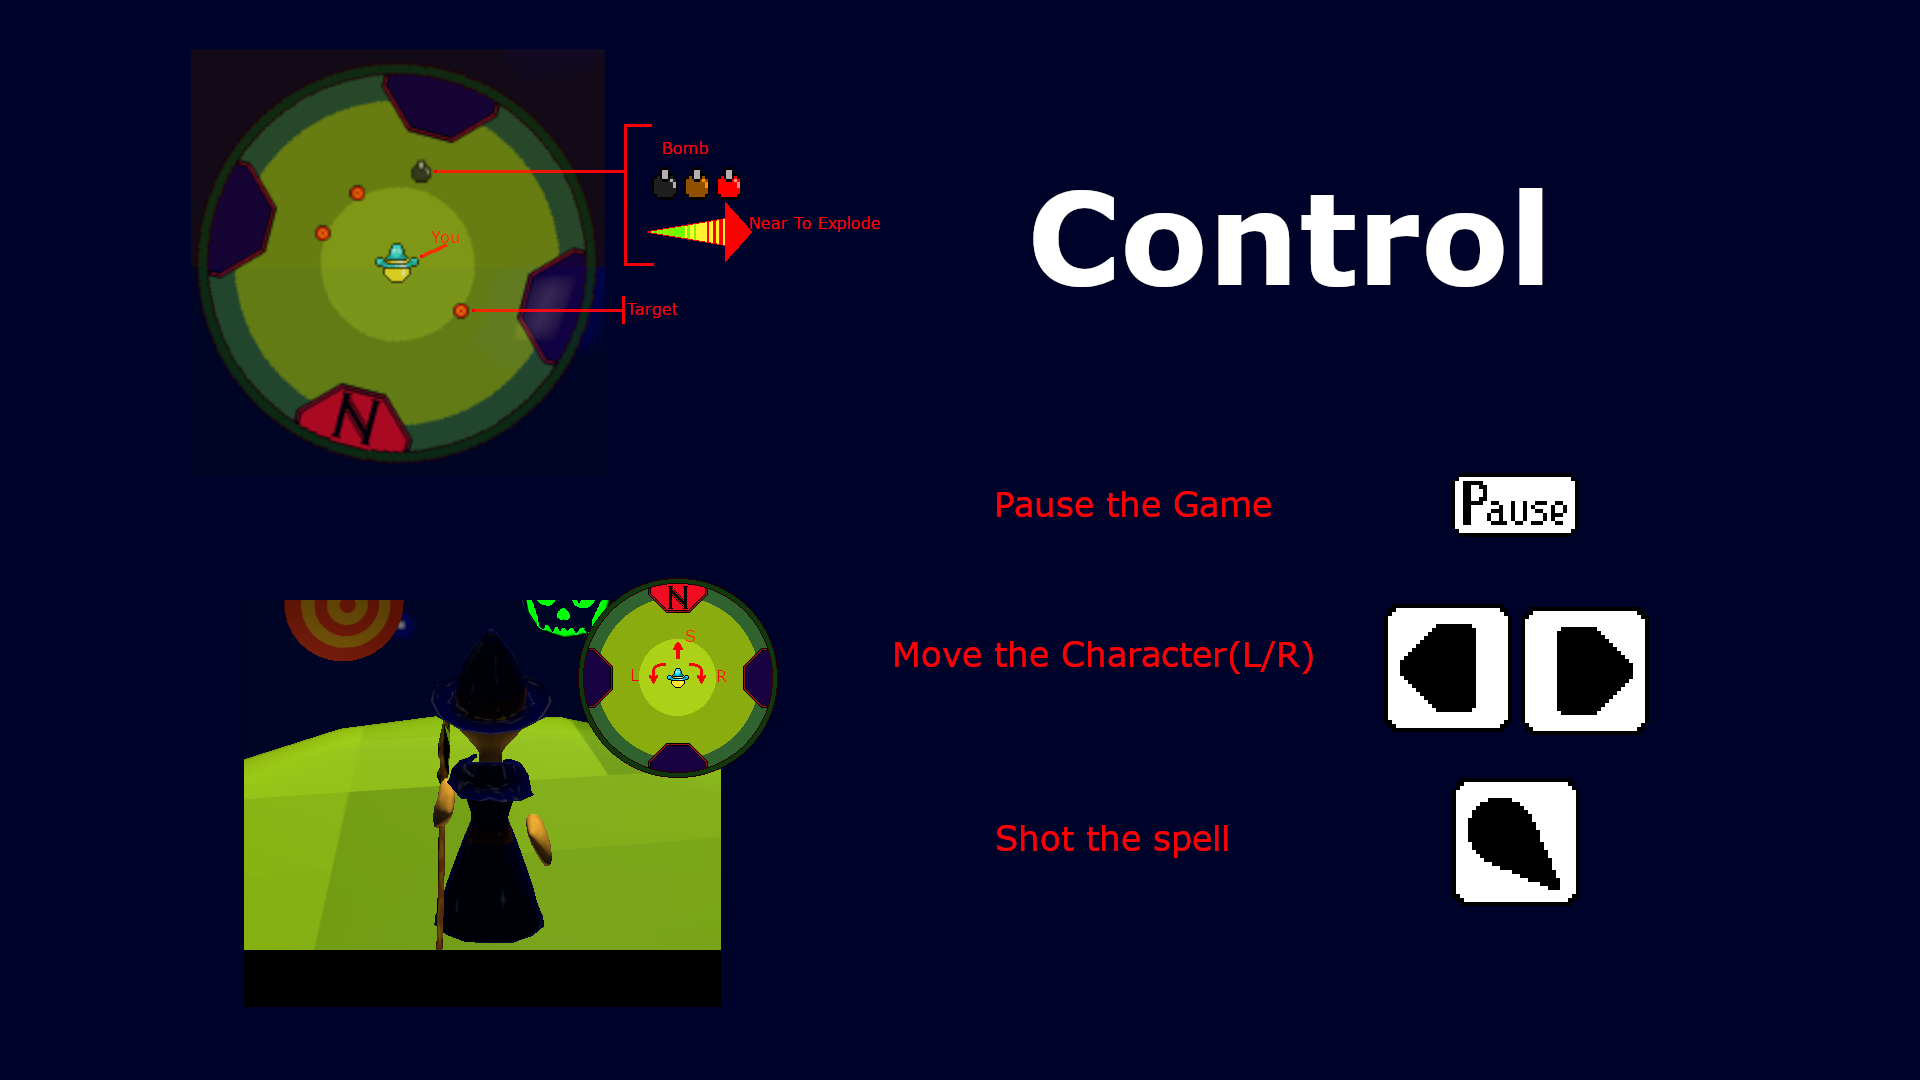 Bomb
Near To Explode
You
Target
N
Control
Pause the Game
Pause
N
S
L
R
Move the Character(L/R)
Shot the spell